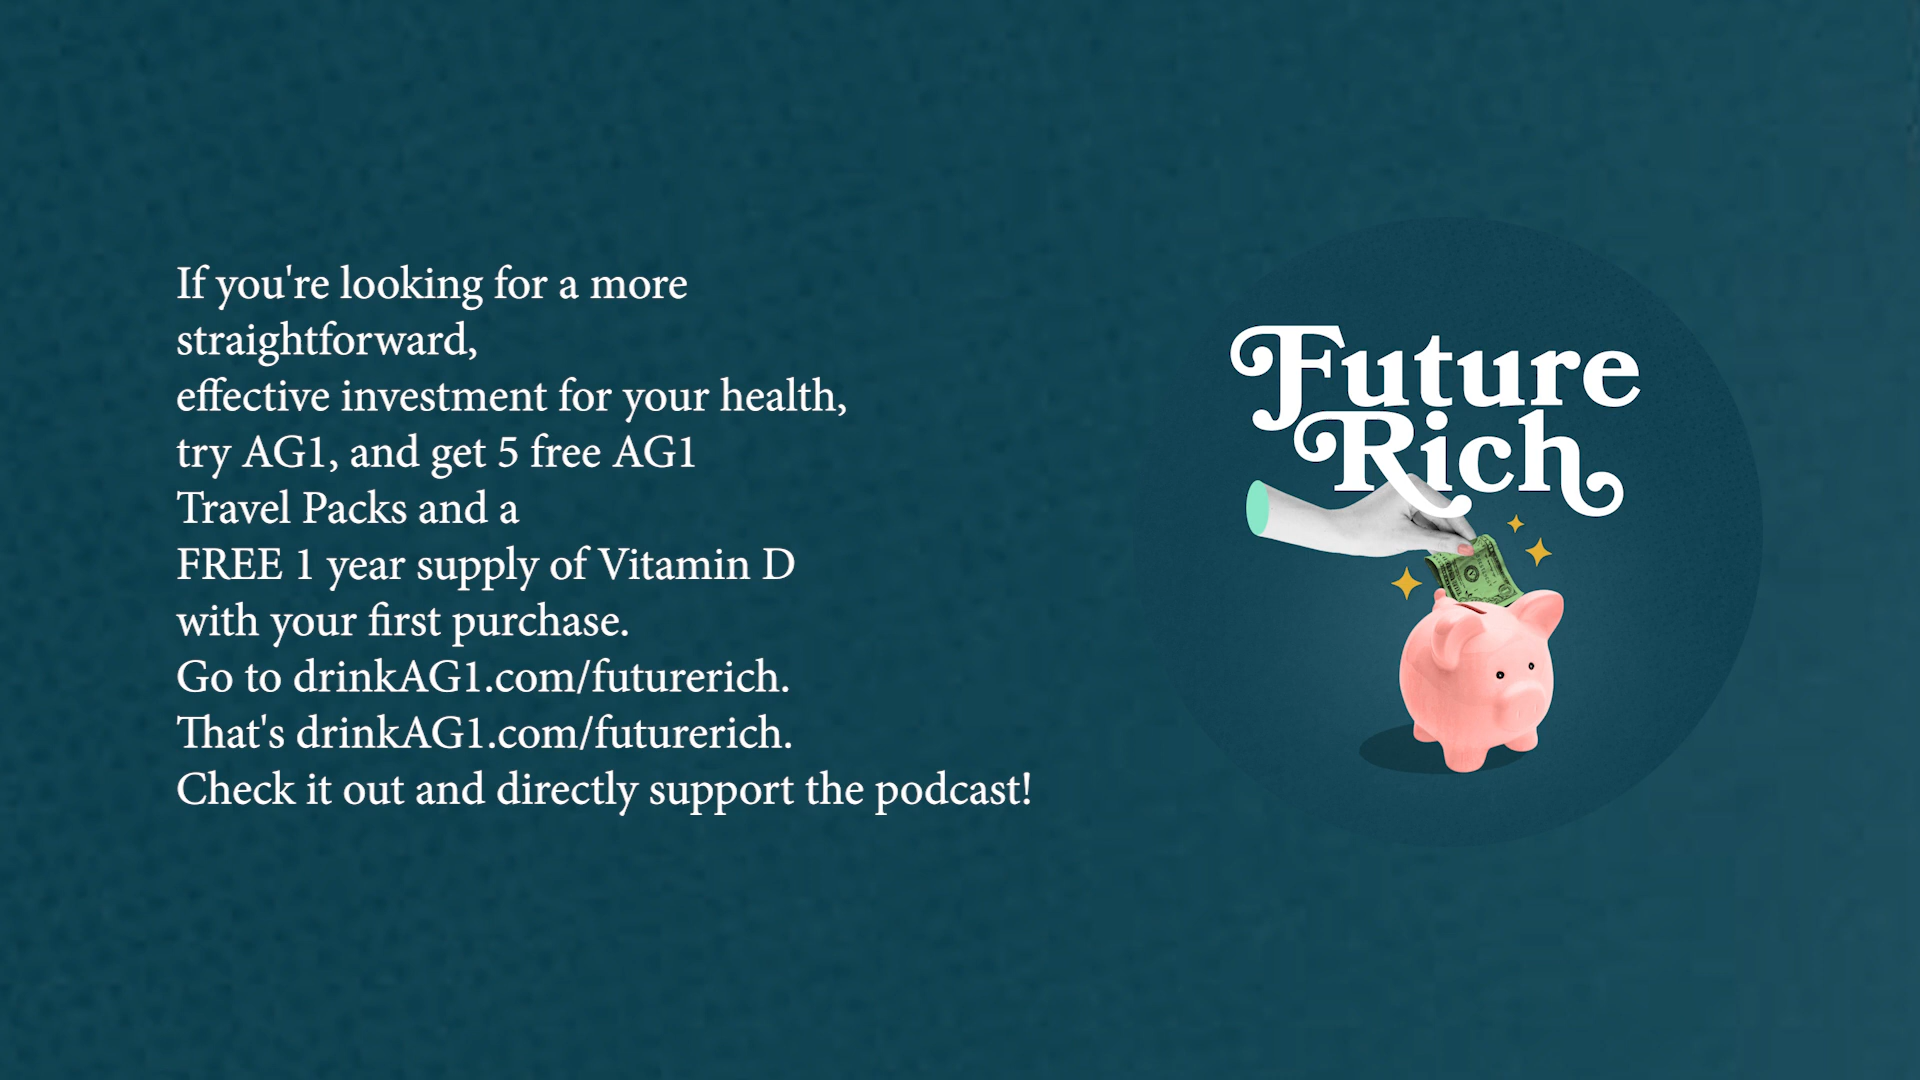 If you're looking for a more
straightforward,
effective investment for your health,
try AG1, and get 5 free AG1
Travel Packs and a
FREE 1 year supply of Vitamin D
with your first purchase.
Go to drinkAG1.com/futurerich.
That's drinkAG1.com/futurerich.
Check it out and directly support the podcast!
Future
Rich